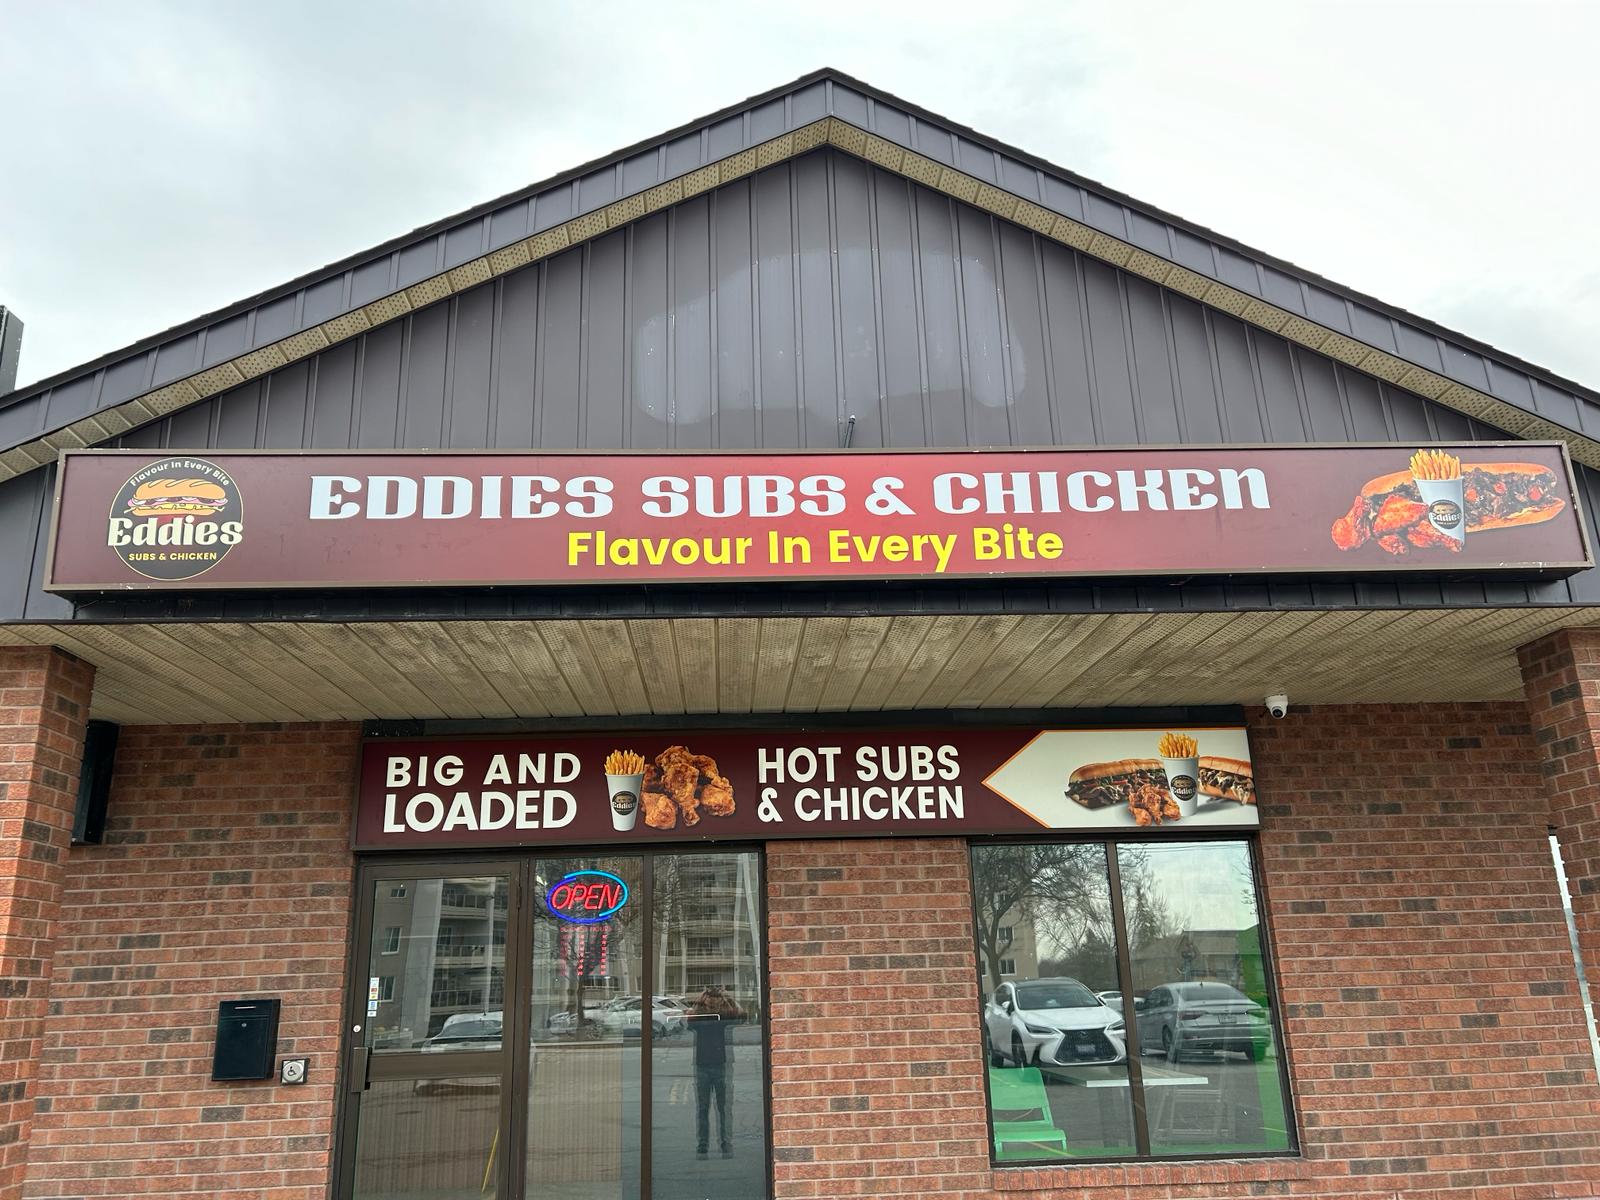 Flavour In Every Bite
Eddies
SUBS & CHICKEN
EDDIES SUBS & CHICKEN
Flavour In Every Bite
Eddies
BIG AND
LOADED
Eddies
HOT SUBS
& CHICKEN
Eddies
OPEN